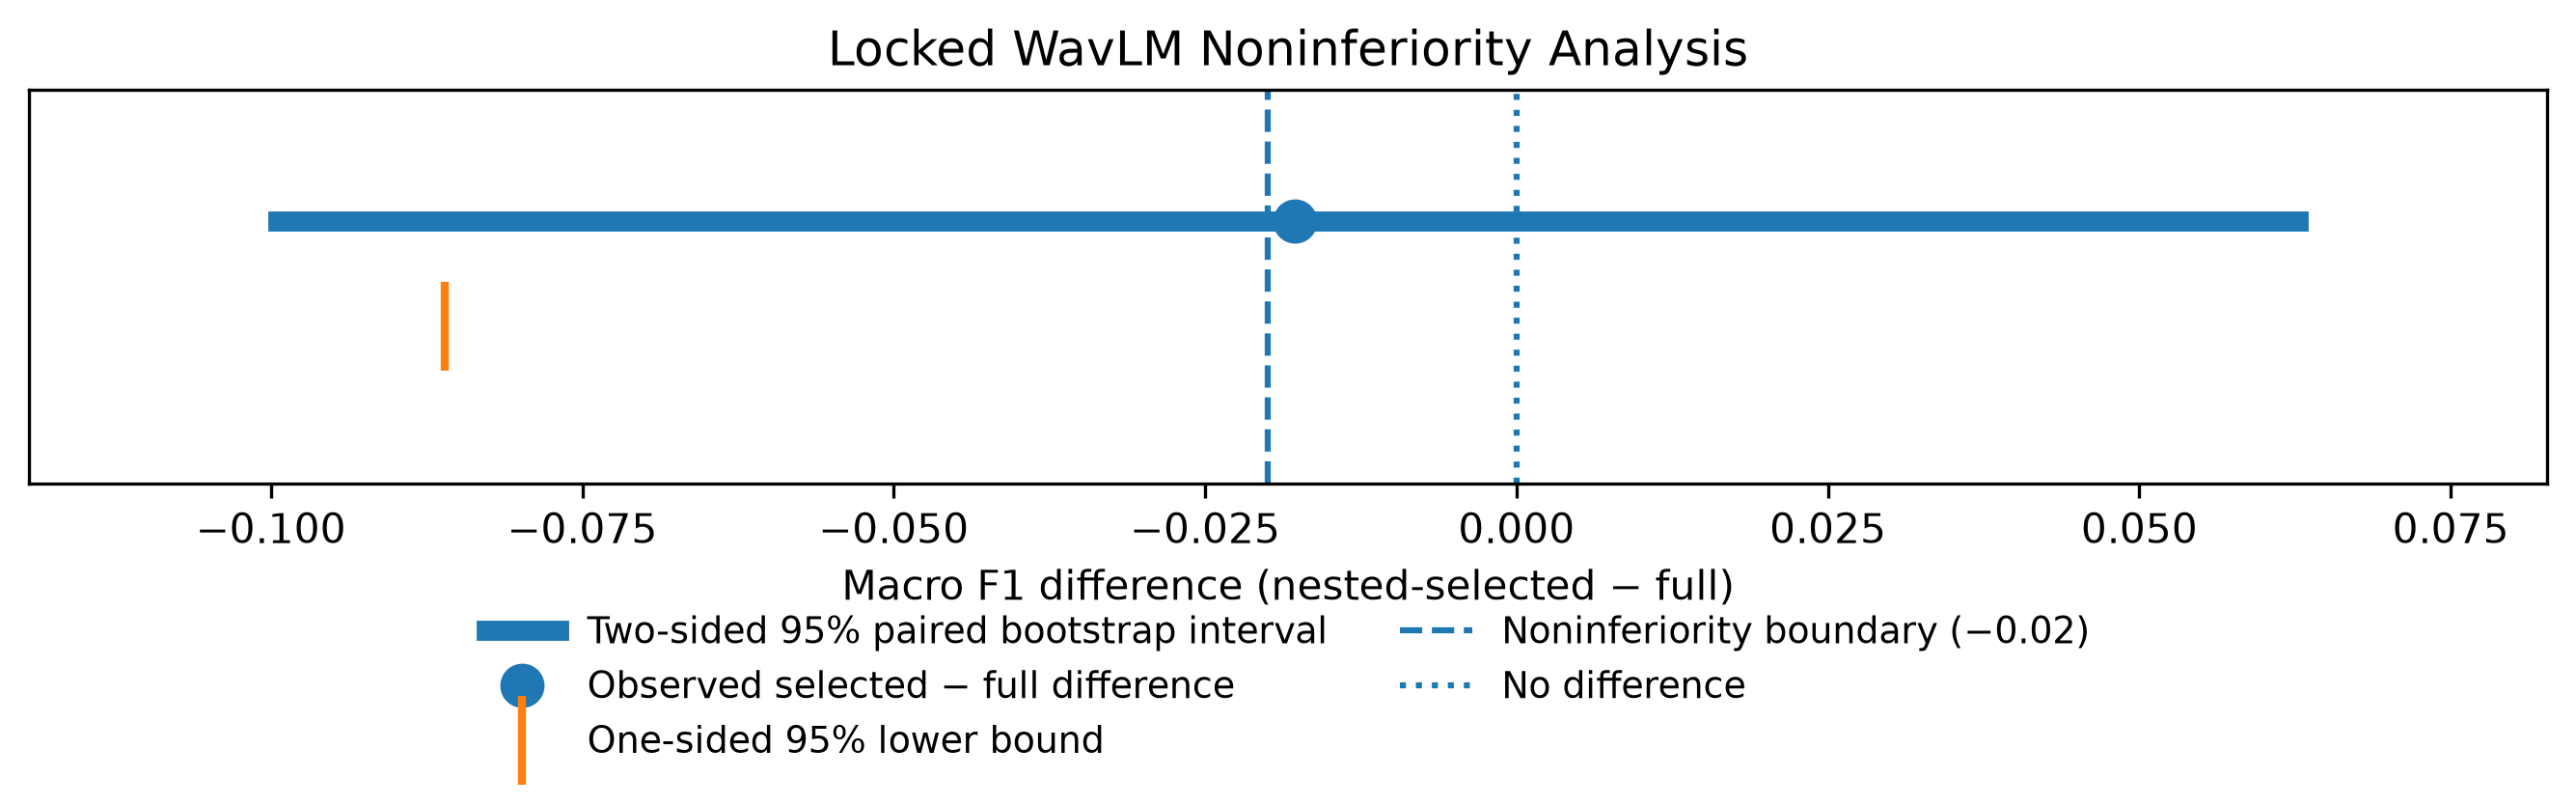 Locked WavLM Noninferiority Analysis
−0.100 −0.075 −0.050 −0.025 0.000 0.025 0.050 0.075
Macro F1 difference (nested-selected − full)
Two-sided 95% paired bootstrap interval
Observed selected − full difference
One-sided 95% lower bound
Noninferiority boundary (−0.02)
No difference